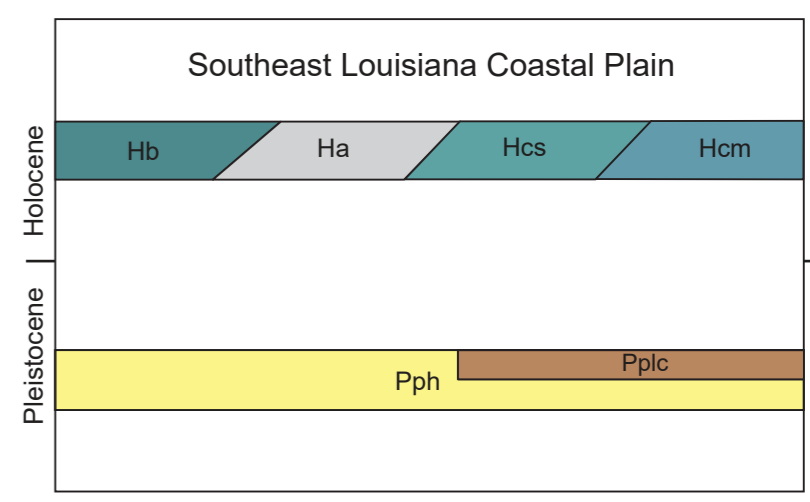 Southeast Louisiana Coastal Plain
Holocene
Hb
Ha
Hcs
Hcm
Pleistocene
Pph
Pplc